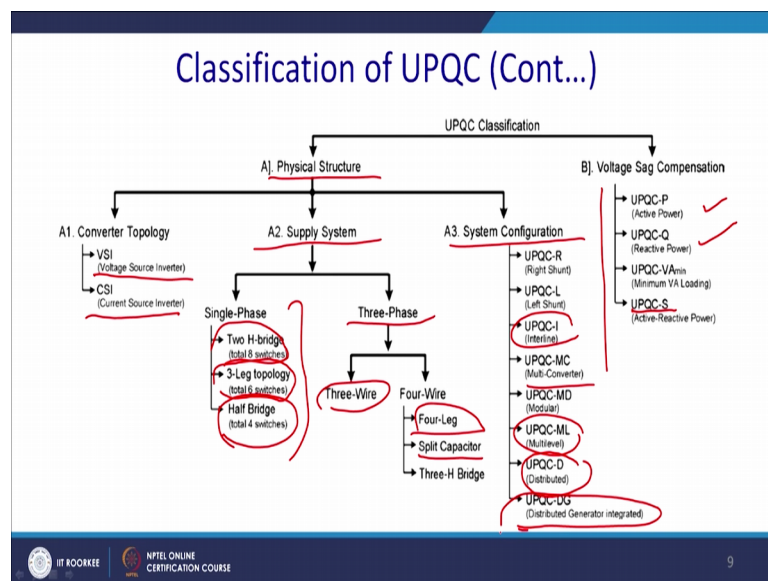 Classification of UPQC (Cont…)
UPQC Classification
A]. Physical Structure
B]. Voltage Sag Compensation
A1. Converter Topology
VSI
(Voltage Source Inverter)
CSI
(Current Source Inverter)
A2. Supply System
Single-Phase
Two H-bridge
(total 8 switches)
3-Leg topology
(total 6 switches)
Half Bridge
(total 4 switches)
Three-Phase
Three-Wire
Four-Wire
Four-Leg
Split Capacitor
Three-H Bridge
A3. System Configuration
UPQC-R
(Right Shunt)
UPQC-L
(Left Shunt)
UPQC-I
(Interline)
UPQC-MC
(Multi-Converter)
UPQC-MD
(Modular)
UPQC-ML
(Multilevel)
UPQC-D
(Distributed)
UPQC-DG
(Distributed Generator integrated)
UPQC-P
(Active Power)
UPQC-Q
(Reactive Power)
UPQC-VAmin
(Minimum VA Loading)
UPQC-S
(Active-Reactive Power)
IIT ROORKEE
NPTEL ONLINE
CERTIFICATION COURSE
9